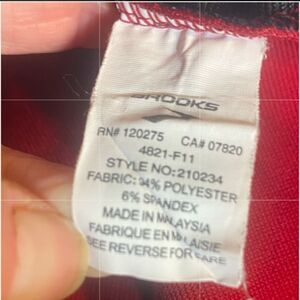 BROOKS
RN# 120275 CA# 07820
4821-F11
STYLE NO:210234
FABRIC: 94% POLYESTER
6% SPANDEX
MADE IN MALAYSIA
FABRIQUE EN MALAISIE
SEE REVERSE FOR CARE